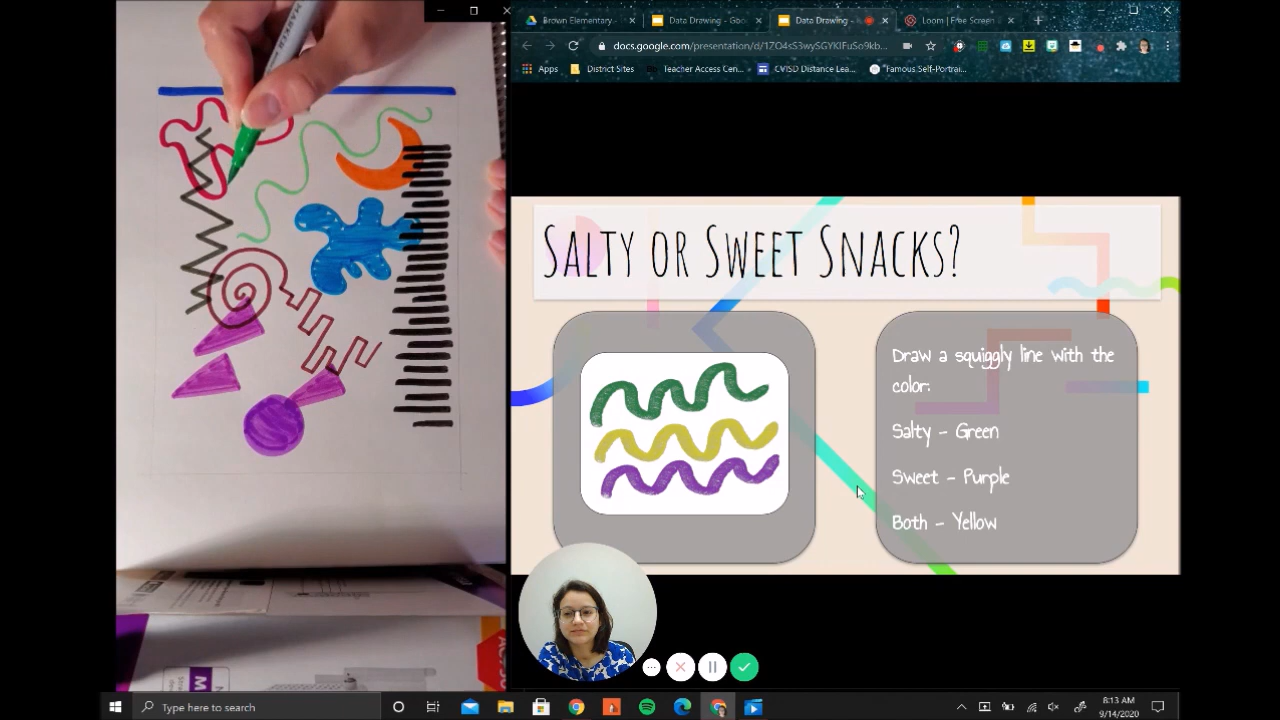 MARKER
Brown Elementary -
Data Drawing - Goo
Data Drawing -
Loom | Free Screen
docs.google.com/presentation/d/1ZO4sS3wySGYKlFuSo9kb...
Apps
District Sites
Teacher Access Cen...
CVISD Distance Lea...
"Famous Self-Portrai...
SALTY OR SWEET SNACKS?
Draw a squiggly line with the
color:
Salty - Green
Sweet - Purple
Both - Yellow
Type here to search
8:13 AM
9/14/2020